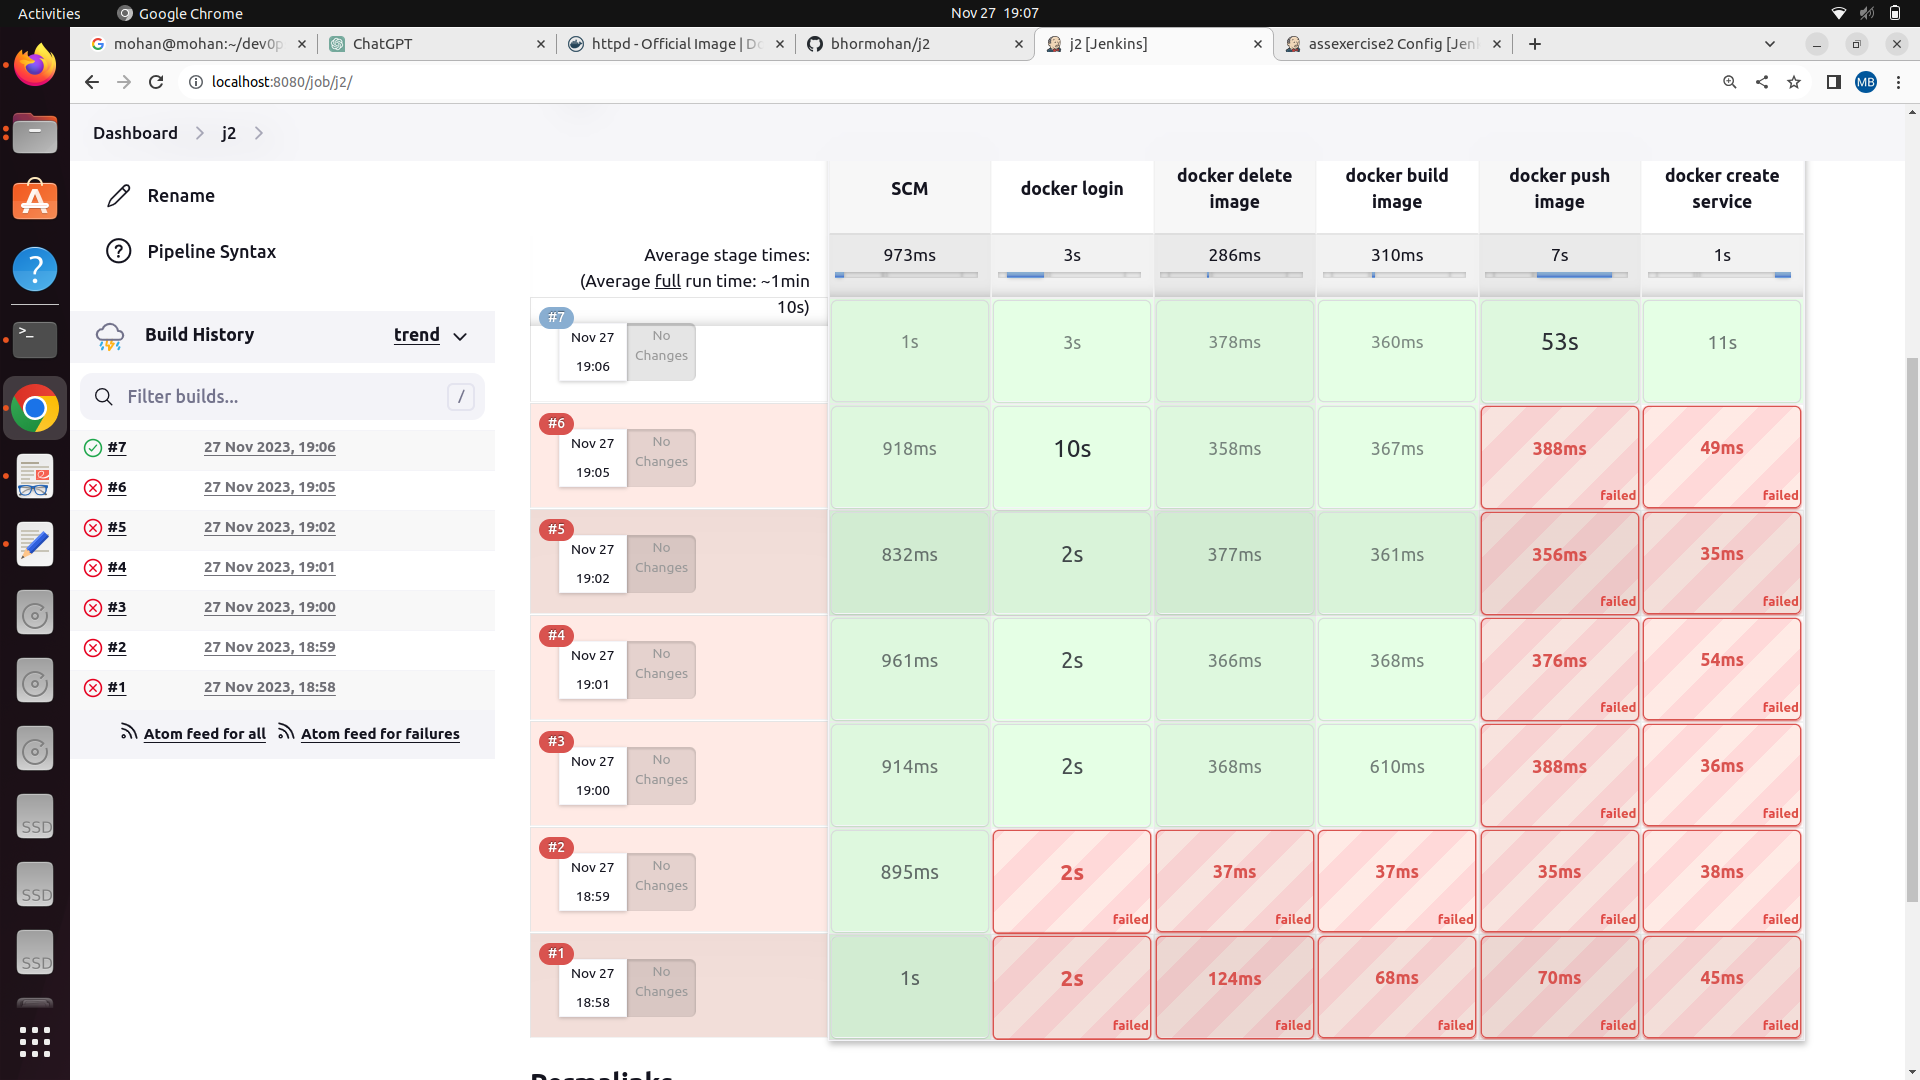 Activities
Google Chrome
Nov 27 19:07
mohan@mohan:~/dev0p
ChatGPT
httpd - Official Image | Do
bhormohan/j2
j2 [Jenkins]
assexercise2 Config [Jen
localhost:8080/job/j2/
MB
Dashboard
j2
Rename
Pipeline Syntax
Build History
trend
Filter builds...
/
#7
27 Nov 2023, 19:06
#6
27 Nov 2023, 19:05
#5
27 Nov 2023, 19:02
#4
27 Nov 2023, 19:01
#3
27 Nov 2023, 19:00
#2
27 Nov 2023, 18:59
#1
27 Nov 2023, 18:58
Atom feed for all
Atom feed for failures
SCM
docker login
docker delete
image
docker build
image
docker push
image
docker create
service
Average stage times:
(Average full run time: ~1min
10s)
973ms
3s
286ms
310ms
7s
1s
#7
Nov 27
19:06
No
Changes
1s
3s
378ms
360ms
53s
11s
#6
Nov 27
19:05
No
Changes
918ms
10s
358ms
367ms
388ms
failed
49ms
failed
#5
Nov 27
19:02
No
Changes
832ms
2s
377ms
361ms
356ms
failed
35ms
failed
#4
Nov 27
19:01
No
Changes
961ms
2s
366ms
368ms
376ms
failed
54ms
failed
#3
Nov 27
19:00
No
Changes
914ms
2s
368ms
610ms
388ms
failed
36ms
failed
#2
Nov 27
18:59
No
Changes
895ms
2s
failed
37ms
failed
37ms
failed
35ms
failed
38ms
failed
#1
Nov 27
18:58
No
Changes
1s
2s
failed
124ms
failed
68ms
failed
70ms
failed
45ms
failed
Permalinks
SSD
SSD
SSD